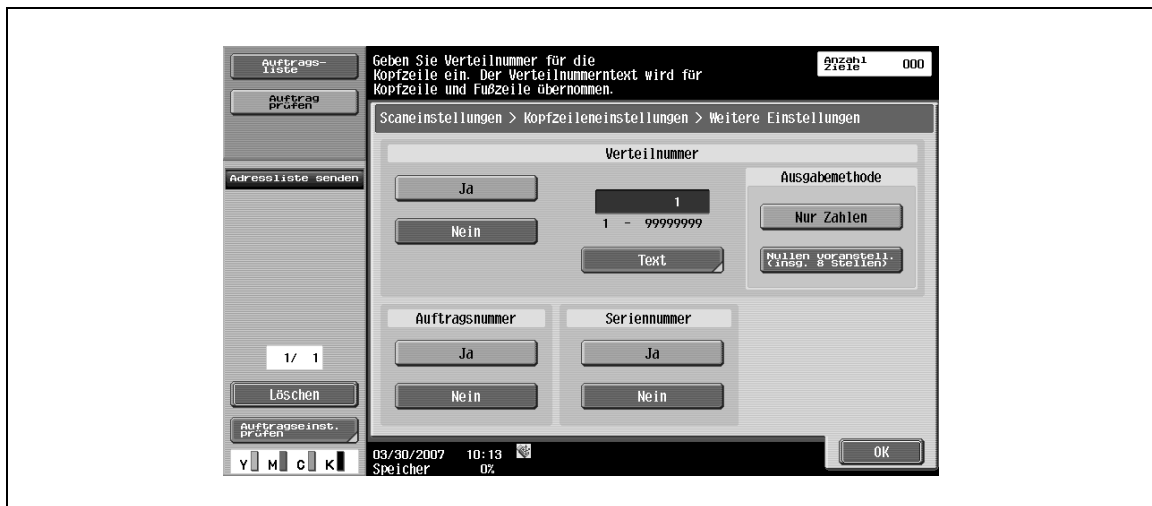 Auftrags-
liste
Auftrag
prüfen
Adressliste senden
1/ 1
Löschen
Auftragseinst.
prüfen
Y M C K
Geben Sie Verteilnummer für die
Kopfzeile ein. Der Verteilnummerntext wird für
Kopfzeile und Fußzeile übernommen.
Anzahl
Ziele 000
Scaneinstellungen > Kopfzeileneinstellungen > Weitere Einstellungen
Verteilnummer
Ja
Nein
1
1 - 99999999
Text
Ausgabemethode
Nur Zahlen
Nullen voranstell.
(insg. 8 Stellen)
Auftragsnummer
Ja
Nein
Seriennummer
Ja
Nein
03/30/2007 10:13
Speicher 0%
OK